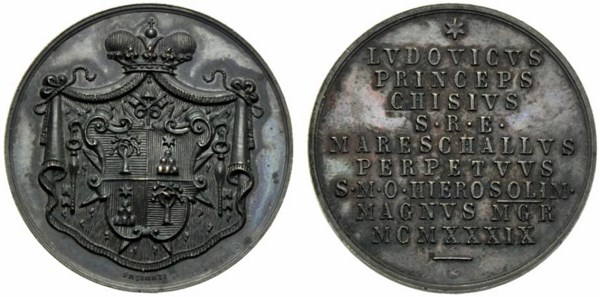 LVDOVICVS
PRINCEPS
CHISIVS
S·R·E·
MARESCHALLVS
PERPETVVS
S·M·O·HIEROSOLIM·
MAGNVS MGR
MCMXXXIX